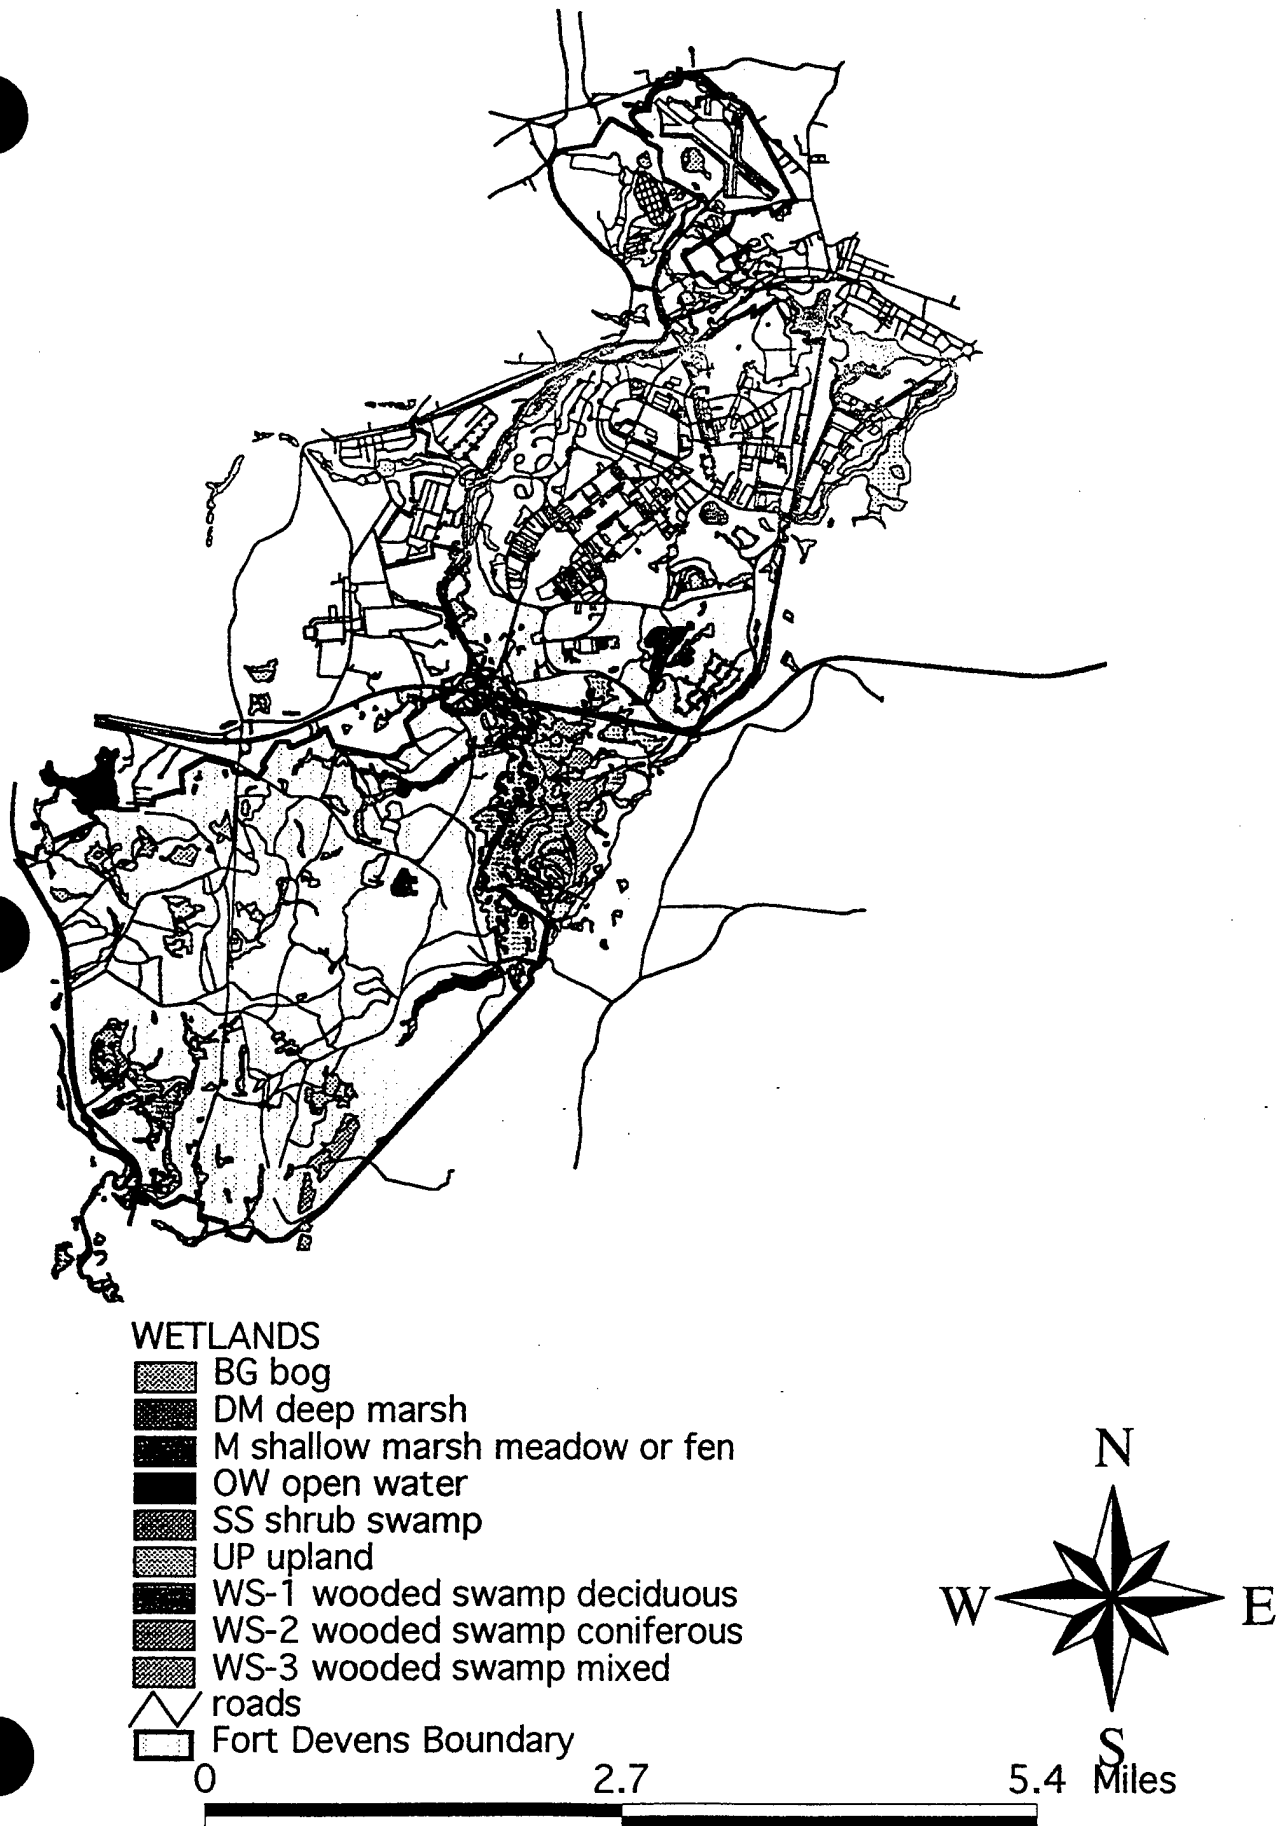 WETLANDS
BG bog
DM deep marsh
M shallow marsh meadow or fen
OW open water
SS shrub swamp
UP upland
WS-1 wooded swamp deciduous
WS-2 wooded swamp coniferous
WS-3 wooded swamp mixed
roads
Fort Devens Boundary
N
W E
S
0 2.7 5.4 Miles